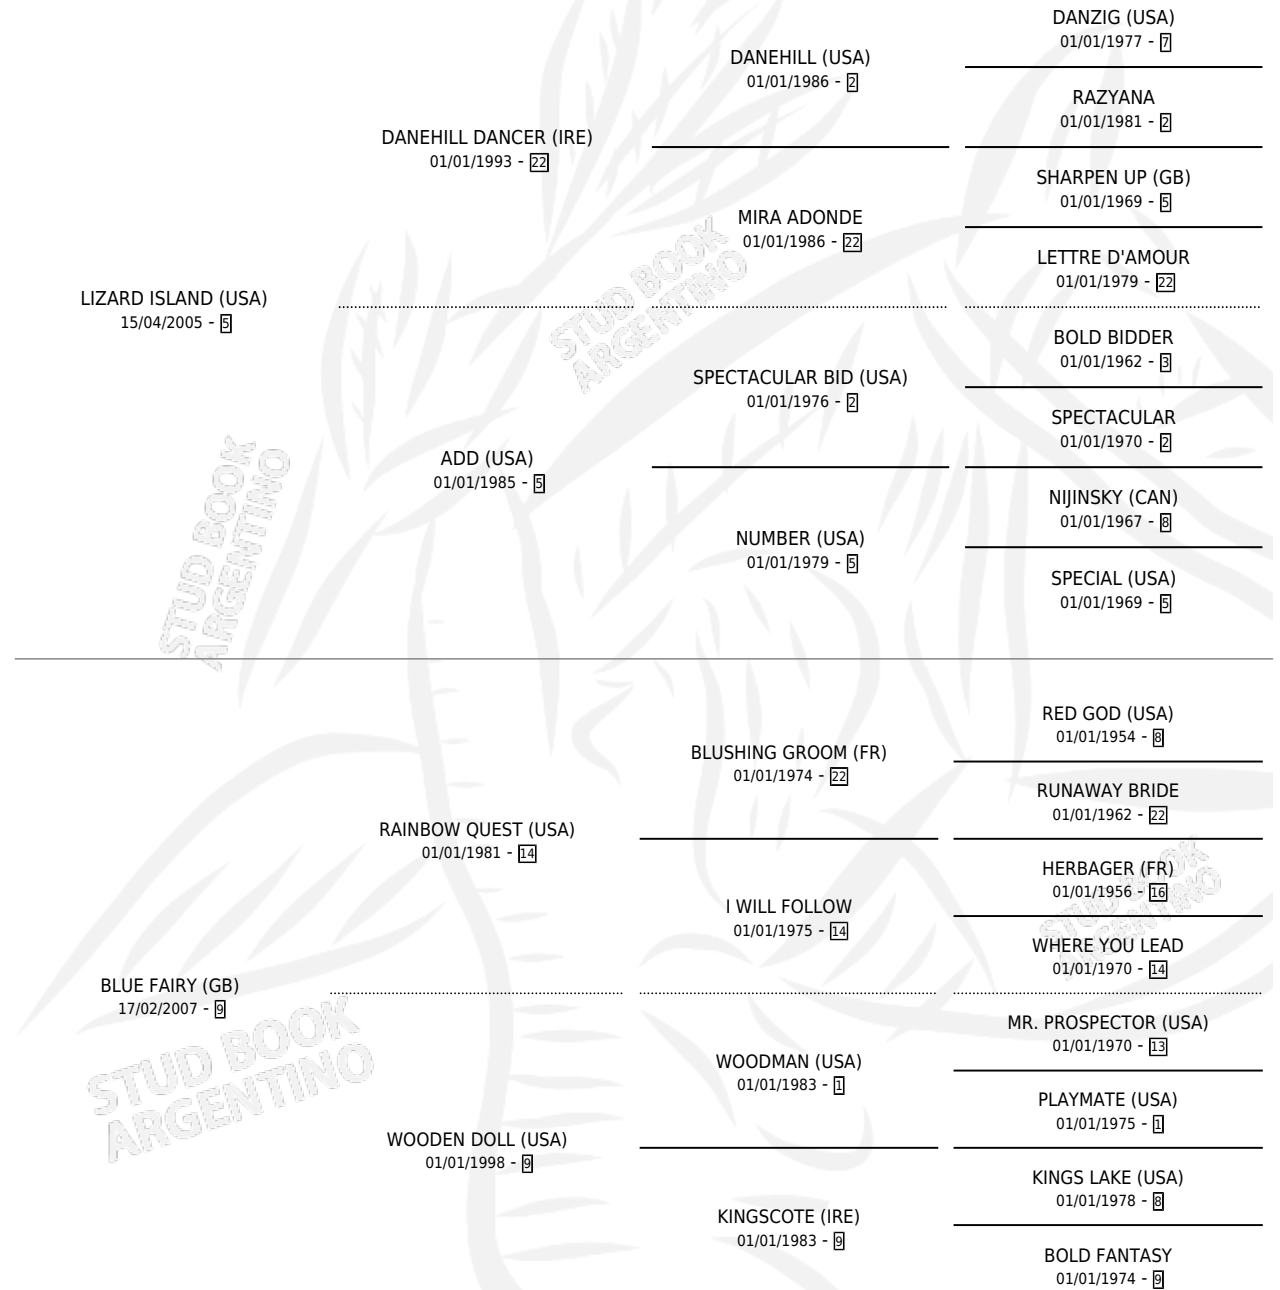 DANZIG (USA)
01/01/1977 - 7
DANEHILL (USA)
01/01/1986 - 2
RAZYANA
01/01/1981 - 2
DANEHILL DANCER (IRE)
01/01/1993 - 22
SHARPEN UP (GB)
01/01/1969 - 5
MIRA ADONDE
01/01/1986 - 22
LETTRE D'AMOUR
01/01/1979 - 22
LIZARD ISLAND (USA)
15/04/2005 - 5
BOLD BIDDER
01/01/1962 - 3
SPECTACULAR BID (USA)
01/01/1976 - 2
SPECTACULAR
01/01/1970 - 2
ADD (USA)
01/01/1985 - 5
NIJINSKY (CAN)
01/01/1967 - 8
NUMBER (USA)
01/01/1979 - 5
SPECIAL (USA)
01/01/1969 - 5
RED GOD (USA)
01/01/1954 - 8
BLUSHING GROOM (FR)
01/01/1974 - 22
RUNAWAY BRIDE
01/01/1962 - 22
RAINBOW QUEST (USA)
01/01/1981 - 14
HERBAGER (FR)
01/01/1956 - 16
I WILL FOLLOW
01/01/1975 - 14
WHERE YOU LEAD
01/01/1970 - 14
BLUE FAIRY (GB)
17/02/2007 - 9
MR. PROSPECTOR (USA)
01/01/1970 - 13
WOODMAN (USA)
01/01/1983 - 1
PLAYMATE (USA)
01/01/1975 - 1
WOODEN DOLL (USA)
01/01/1998 - 9
KINGS LAKE (USA)
01/01/1978 - 8
KINGSCOTE (IRE)
01/01/1983 - 9
BOLD FANTASY
01/01/1974 - 9
STUD BOOK
ARGENTINO
STUD BOOK
ARGENTINO
STUD BOOK
ARGENTINO
STUD BOOK
ARGENTINO